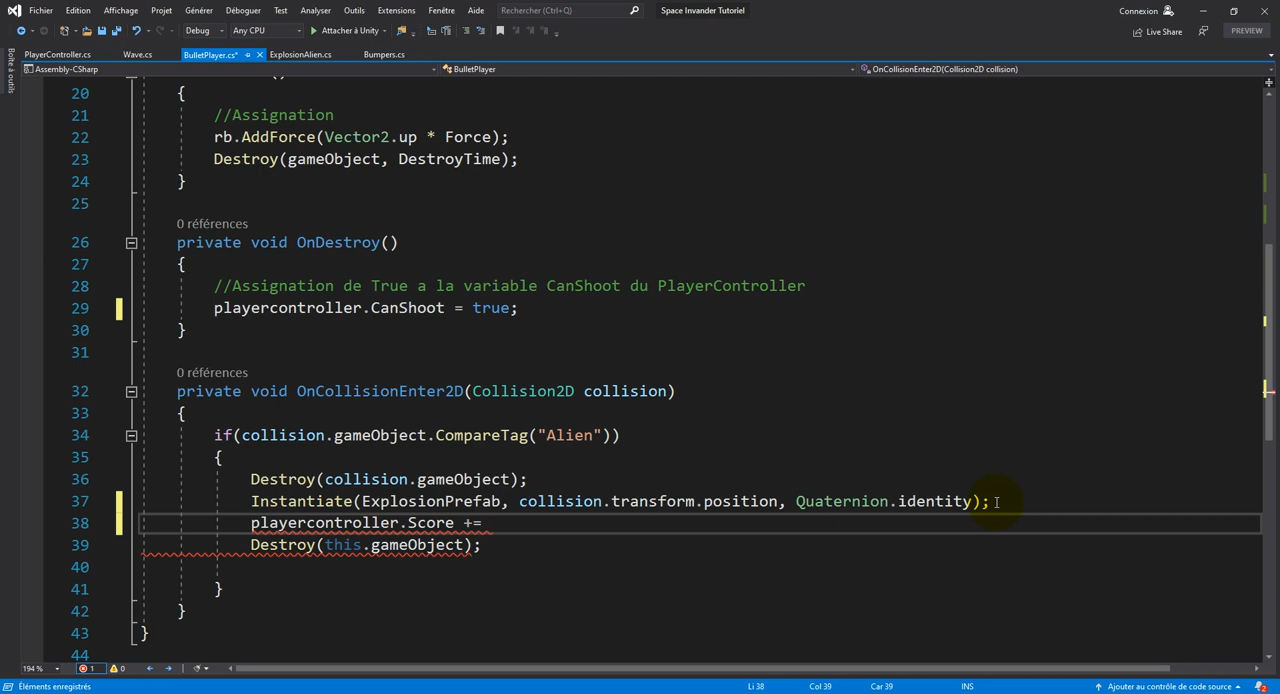 Fichier Edition Affichage Projet Générer Déboguer Test Analyser Outils Extensions Fenêtre Aide Rechercher (Ctrl+Q) Space Invander Tutoriel Connexion
Debug Any CPU Attacher à Unity Live Share PREVIEW
Boîte à outils
PlayerController.cs Wave.cs BulletPlayer.cs* ExplosionAlien.cs Bumpers.cs
Assembly-CSharp BulletPlayer OnCollisionEnter2D(Collision2D collision)
20 {
21 //Assignation
22 rb.AddForce(Vector2.up * Force);
23 Destroy(gameObject, DestroyTime);
24 }
25
0 références
26 private void OnDestroy()
27 {
28 //Assignation de True a la variable CanShoot du PlayerController
29 playercontroller.CanShoot = true;
30 }
31
0 références
32 private void OnCollisionEnter2D(Collision2D collision)
33 {
34 if(collision.gameObject.CompareTag("Alien"))
35 {
36 Destroy(collision.gameObject);
37 Instantiate(ExplosionPrefab, collision.transform.position, Quaternion.identity);
38 playercontroller.Score +=
39 Destroy(this.gameObject);
40
41 }
42 }
43 }
44
194 % 1 0
Éléments enregistrés Li 38 Col 39 Car 39 INS Ajouter au contrôle de code source 2